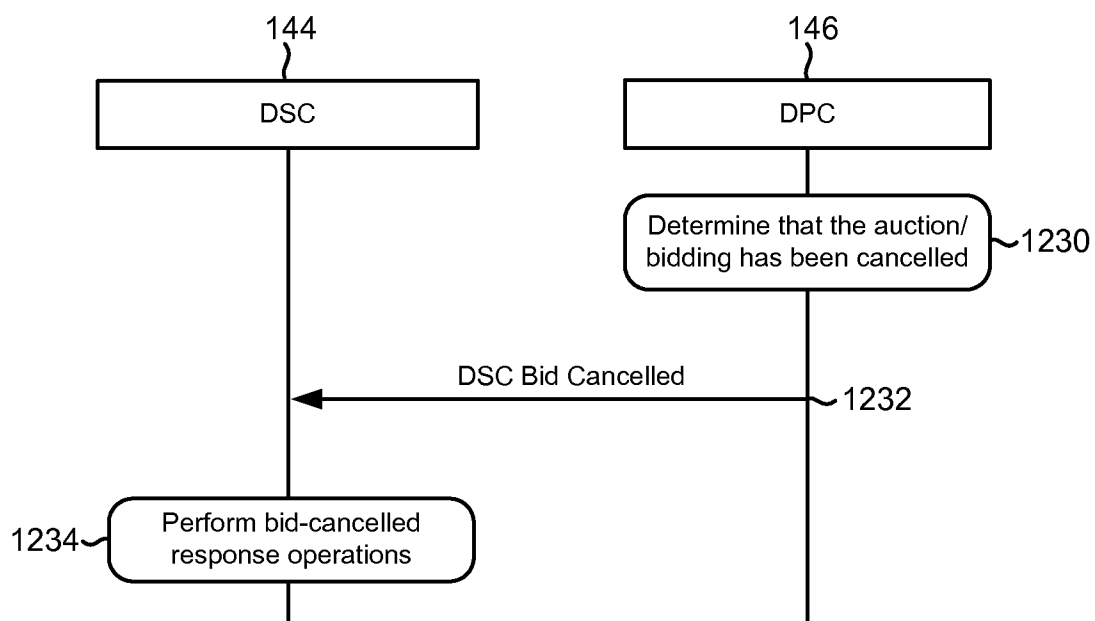 144
146
DSC
DPC
Determine that the auction/
bidding has been cancelled
1230
DSC Bid Cancelled
1232
Perform bid-cancelled
response operations
1234